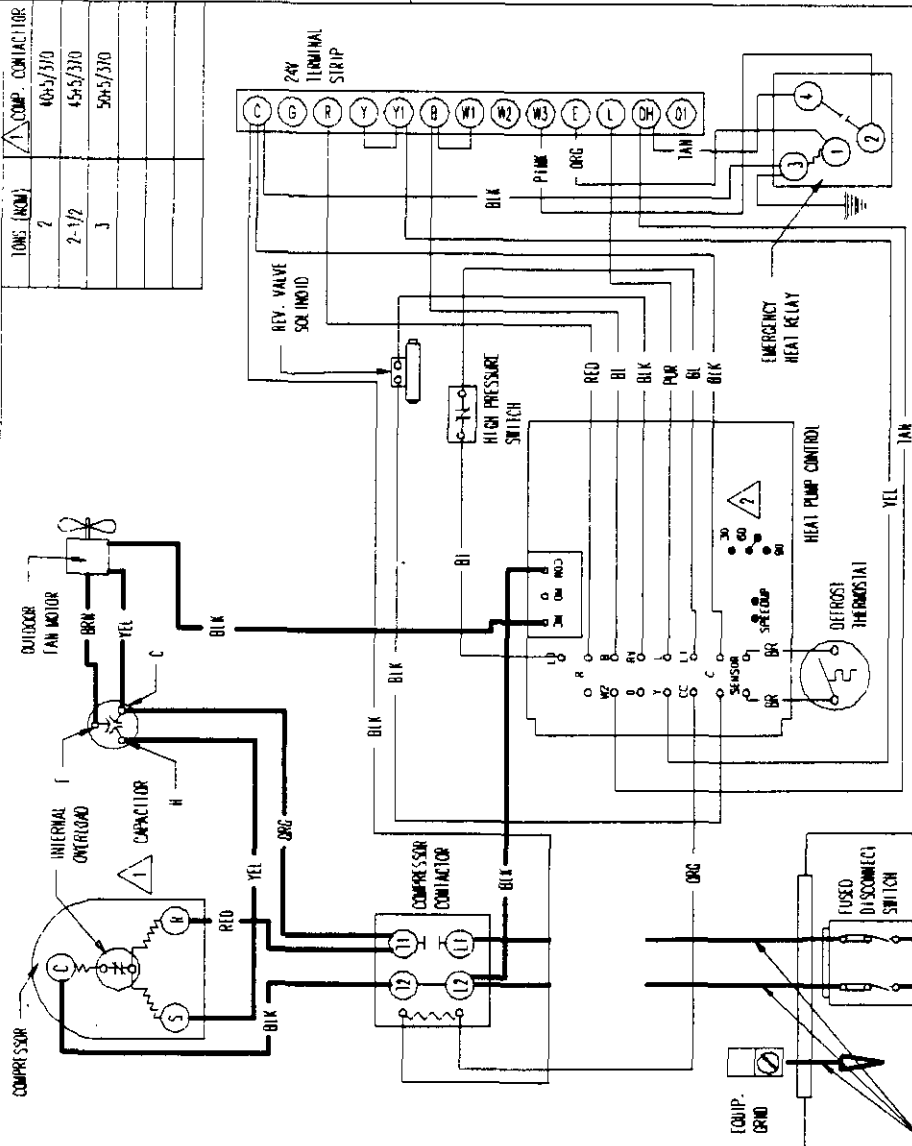 TONS (NOM)
1 COMP. CONTACTOR
2
40+5/370
2-1/2
45+5/370
3
50+5/370
24V
TERMINAL
STRIP
C
G
R
Y
Y1
B
W1
W2
W3
E
L
DH
O1
PINK
ORG
TAN
BLK
4
3
1
2
EMERGENCY
HEAT RELAY
REV. VALVE
SOLINOID
HIGH PRESSURE
SWITCH
RED
Bl
BLK
PUR
BL
BLK
Bl
YEL
TAN
OUTDOOR
FAN MOTOR
BRN
YEL
BLK
BLK
BLK
F
C
H
INTERNAL
OVERLOAD
1
CAPACITOR
COMPRESSOR
C
R
S
RED
YEL
ORG
BLK
COMPRESSOR
CONTACTOR
T1
L1
T2
L2
BLK
ORG
NC
NO
COM
R
W2
B
O
RV
Y
L
CC
L1
C
SENSOR
BR
BR
SPEEDUP
30
60
90
2
HEAT PUMP CONTROL
DEFROST
THERMOSTAT
EQUIP.
GRND
FUSED
DISCONNECT
SWITCH